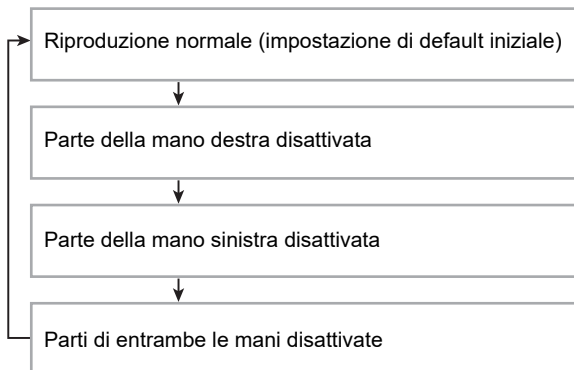 Riproduzione normale (impostazione di default iniziale)
Parte della mano destra disattivata
Parte della mano sinistra disattivata
Parti di entrambe le mani disattivate